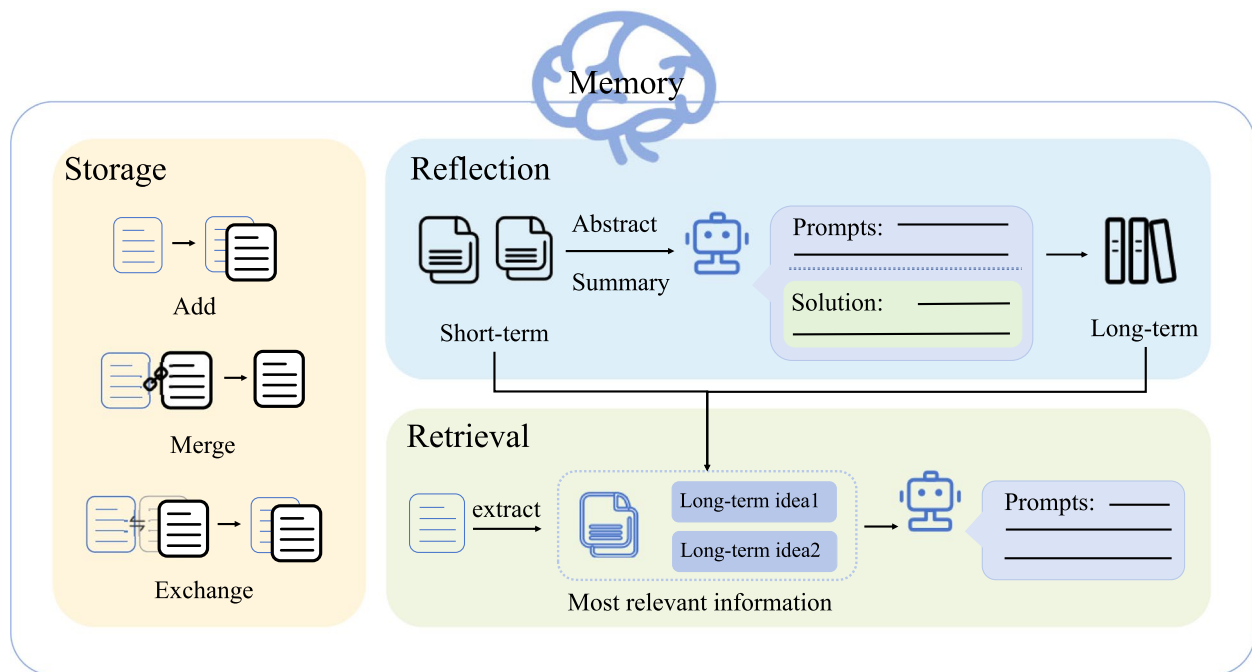 Memory
Storage
Add
Merge
Exchange
Reflection
Short-term
Abstract
Summary
Prompts:
Solution:
Long-term
Retrieval
extract
Long-term idea1
Long-term idea2
Most relevant information
Prompts: